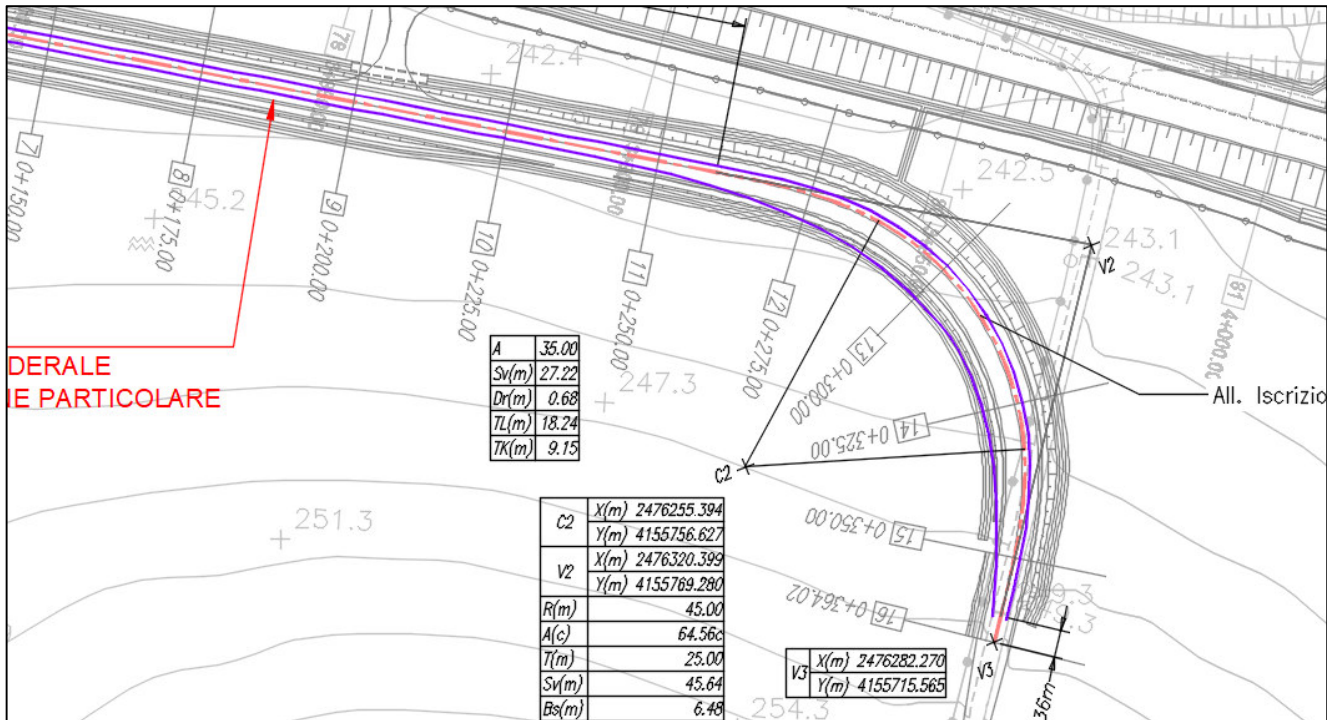 78
242.4
7 0+150.00
8 0+175.00
45.2
9 0+200.00
10 0+225.00
11 0+250.00
12 0+275.00
13 0+300.00
14 0+325.00
15 0+350.00
16 0+364.02
242.5
243.1
V2
243.1
81 4+000.00
DERALE
IE PARTICOLARE
A 35.00
Sv(m) 27.22
Dr(m) 0.68
TL(m) 18.24
TK(m) 9.15
247.3
All. Iscrizio
C2
251.3
C2 X(m) 2476255.394
Y(m) 4155756.627
V2 X(m) 2476320.399
Y(m) 4155769.280
R(m) 45.00
A(c) 64.56c
T(m) 25.00
Sv(m) 45.64
Bs(m) 6.48
V3 X(m) 2476282.270
Y(m) 4155715.565
V3
36m
254.3